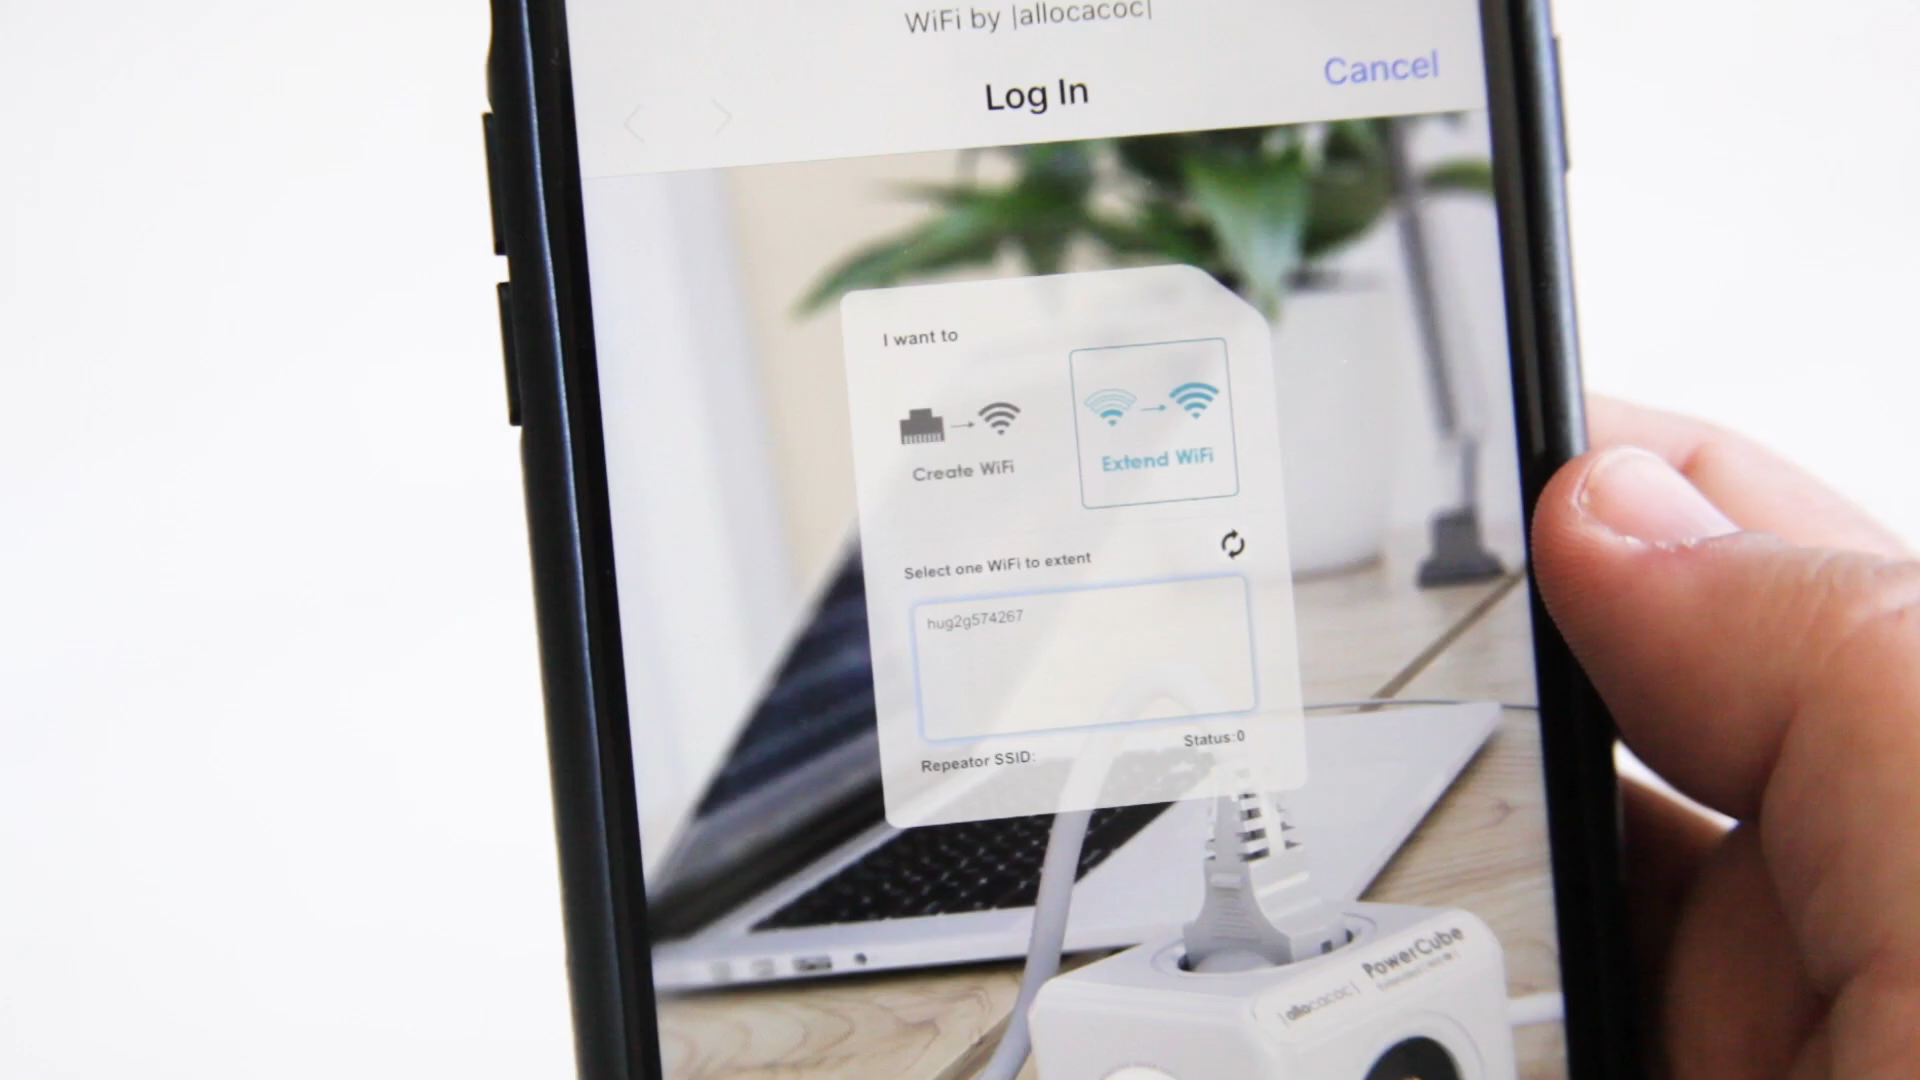 WiFi by |allocacoc|
Log In
Cancel
I want to
Create WiFi
Extend WiFi
Select one WiFi to extent
hug2g574267
Repeator SSID:
Status:0
|allocacoc|
PowerCube